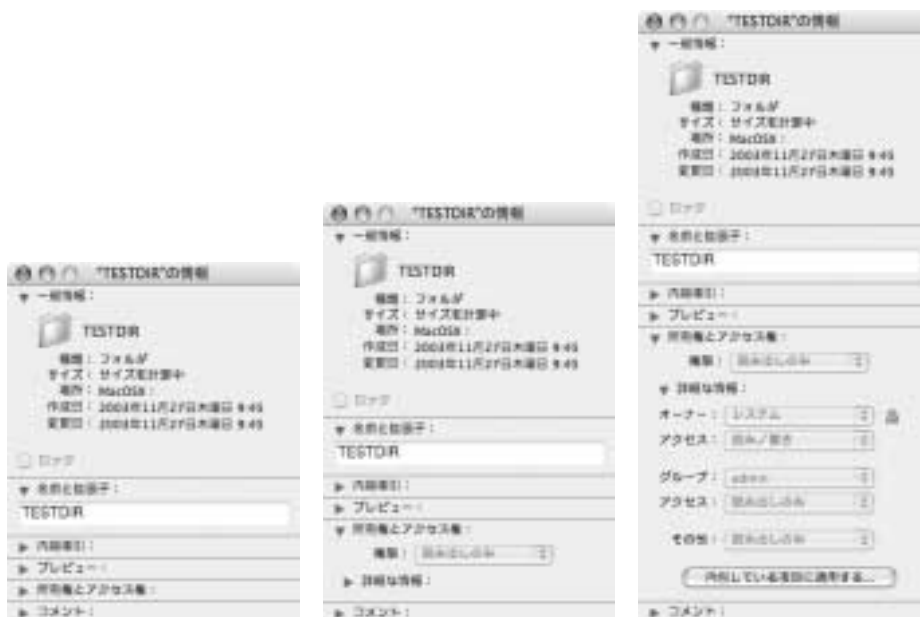 "TESTDIR"の情報
▼ 一般情報：
TESTDIR
種類：フォルダ
サイズ：サイズを計算中
場所：MacOSX：
作成日：2003年11月27日木曜日 9:45
変更日：2003年11月27日木曜日 9:45
ロック
▼ 名前と拡張子：
TESTDIR
▶ 内容索引：
▶ プレビュー：
▶ 所有権とアクセス権：
▶ コメント：
"TESTDIR"の情報
▼ 一般情報：
TESTDIR
種類：フォルダ
サイズ：サイズを計算中
場所：MacOSX：
作成日：2003年11月27日木曜日 9:45
変更日：2003年11月27日木曜日 9:45
ロック
▼ 名前と拡張子：
TESTDIR
▶ 内容索引：
▶ プレビュー：
▼ 所有権とアクセス権：
権限：読み出しのみ
▶ 詳細な情報：
▶ コメント：
"TESTDIR"の情報
▼ 一般情報：
TESTDIR
種類：フォルダ
サイズ：サイズを計算中
場所：MacOSX：
作成日：2003年11月27日木曜日 9:45
変更日：2003年11月27日木曜日 9:45
ロック
▼ 名前と拡張子：
TESTDIR
▶ 内容索引：
▶ プレビュー：
▼ 所有権とアクセス権：
権限：読み出しのみ
▼ 詳細な情報：
オーナー：システム
アクセス：読み／書き
グループ：admin
アクセス：読み出しのみ
その他：読み出しのみ
内包している項目に適用する...
▶ コメント：